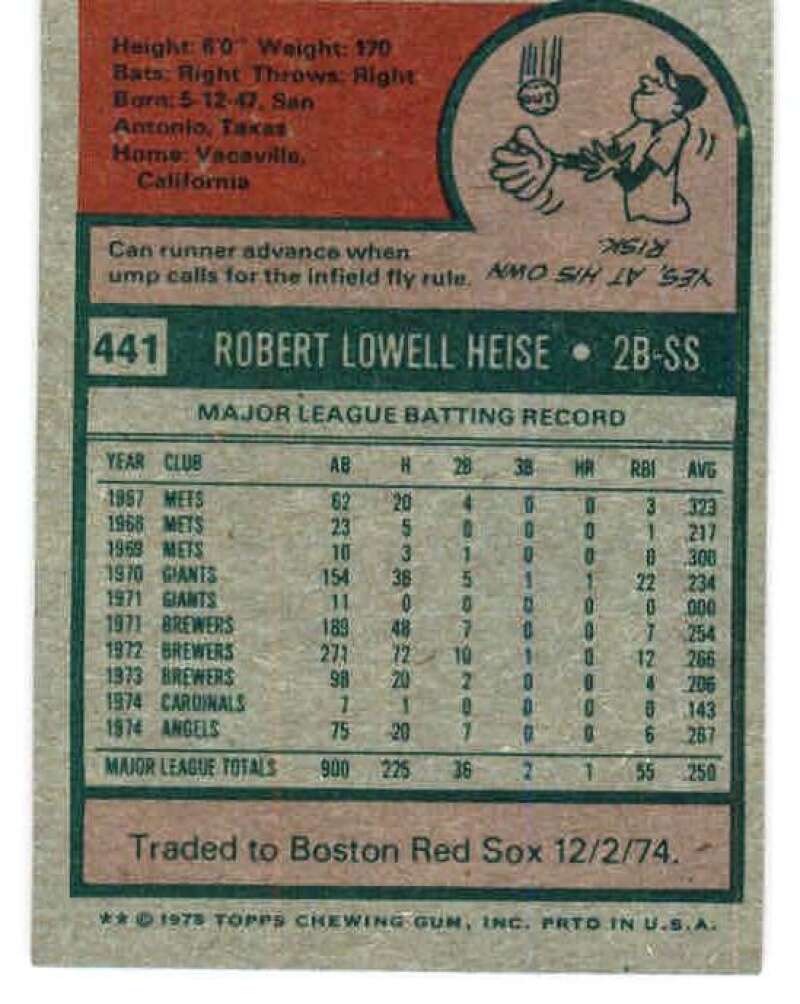 Height: 6'0" Weight: 170
Bats: Right Throws: Right
Born: 5-12-47, San
Antonio, Texas
Home: Vacaville,
California
OUT
Can runner advance when
ump calls for the infield fly rule.
YES, AT HIS OWN
RISK
441 ROBERT LOWELL HEISE • 2B-SS
MAJOR LEAGUE BATTING RECORD
YEAR CLUB AB H 2B 3B HR RBI AVG
1967 METS 62 20 4 0 0 3 .323
1968 METS 23 5 0 0 0 1 .217
1969 METS 10 3 1 0 0 0 .300
1970 GIANTS 154 36 5 1 1 22 .234
1971 GIANTS 11 0 0 0 0 0 .000
1971 BREWERS 189 48 7 0 0 7 .254
1972 BREWERS 271 72 10 1 0 12 .266
1973 BREWERS 98 20 2 0 0 4 .206
1974 CARDINALS 7 1 0 0 0 0 .143
1974 ANGELS 75 20 7 0 0 6 .267
MAJOR LEAGUE TOTALS 900 225 36 2 1 55 .250
Traded to Boston Red Sox 12/2/74.
** © 1975 TOPPS CHEWING GUM, INC. PRTD IN U.S.A.